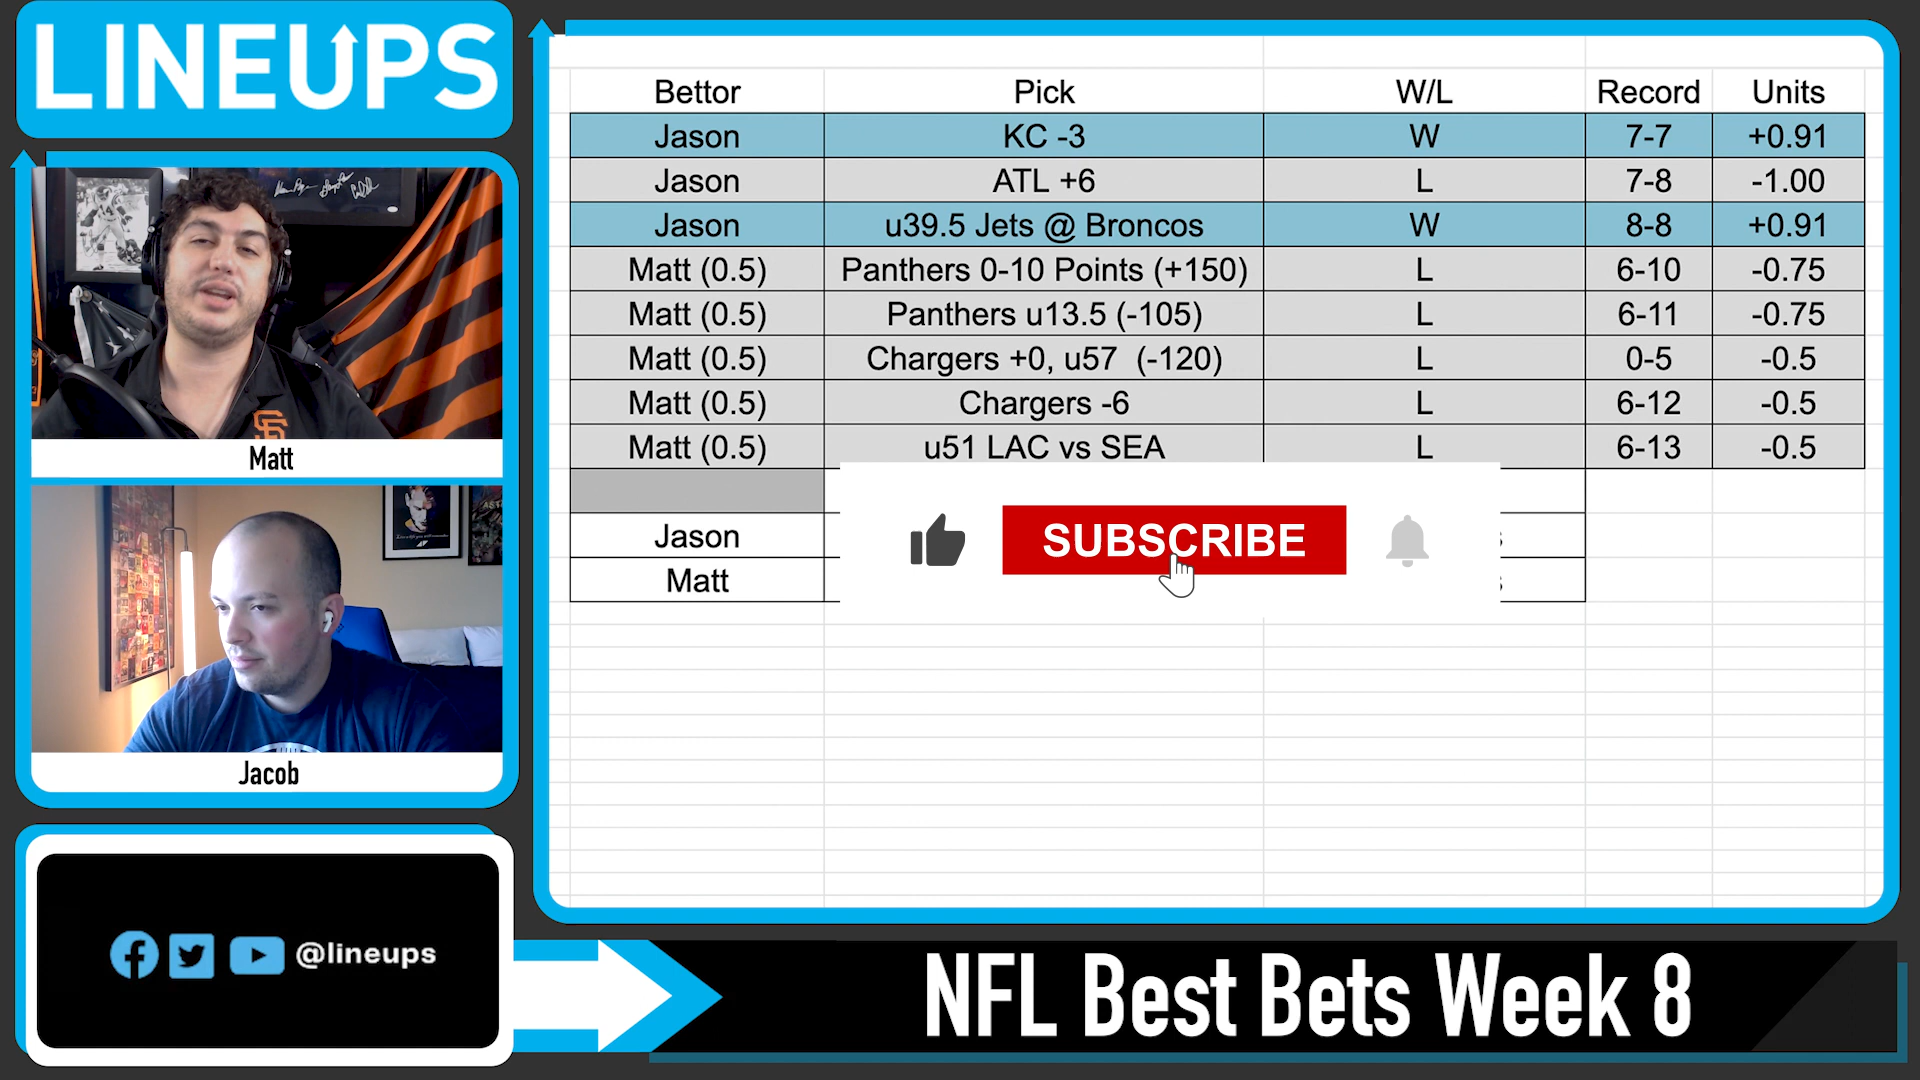 LINEUPS
Matt
Jacob
@lineups
Bettor Pick W/L Record Units
Jason KC -3 W 7-7 +0.91
Jason ATL +6 L 7-8 -1.00
Jason u39.5 Jets @ Broncos W 8-8 +0.91
Matt (0.5) Panthers 0-10 Points (+150) L 6-10 -0.75
Matt (0.5) Panthers u13.5 (-105) L 6-11 -0.75
Matt (0.5) Chargers +0, u57 (-120) L 0-5 -0.5
Matt (0.5) Chargers -6 L 6-12 -0.5
Matt (0.5) u51 LAC vs SEA L 6-13 -0.5
Jason
Matt
SUBSCRIBE
NFL Best Bets Week 8